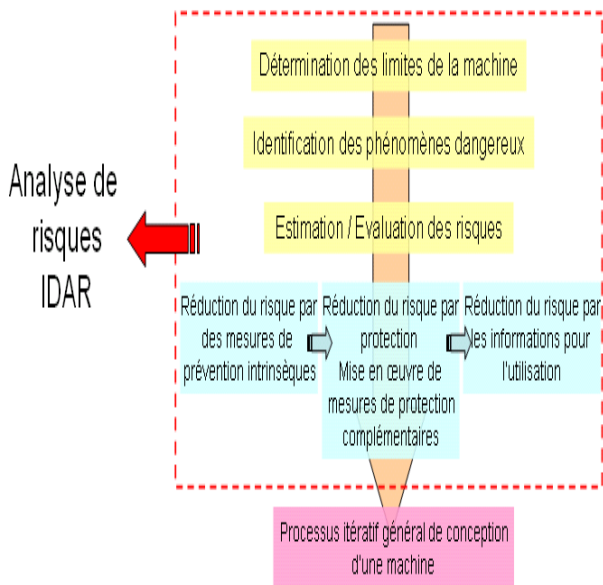 Détermination des limites de la machine
Identification des phénomènes dangereux
Analyse de
risques
IDAR
Estimation / Evaluation des risques
Réduction du risque par
des mesures de
prévention intrinsèques
Réduction du risque par
protection
Mise en œuvre de
mesures de protection
complémentaires
Réduction du risque par
les informations pour
l'utilisation
Processus itératif général de conception
d'une machine